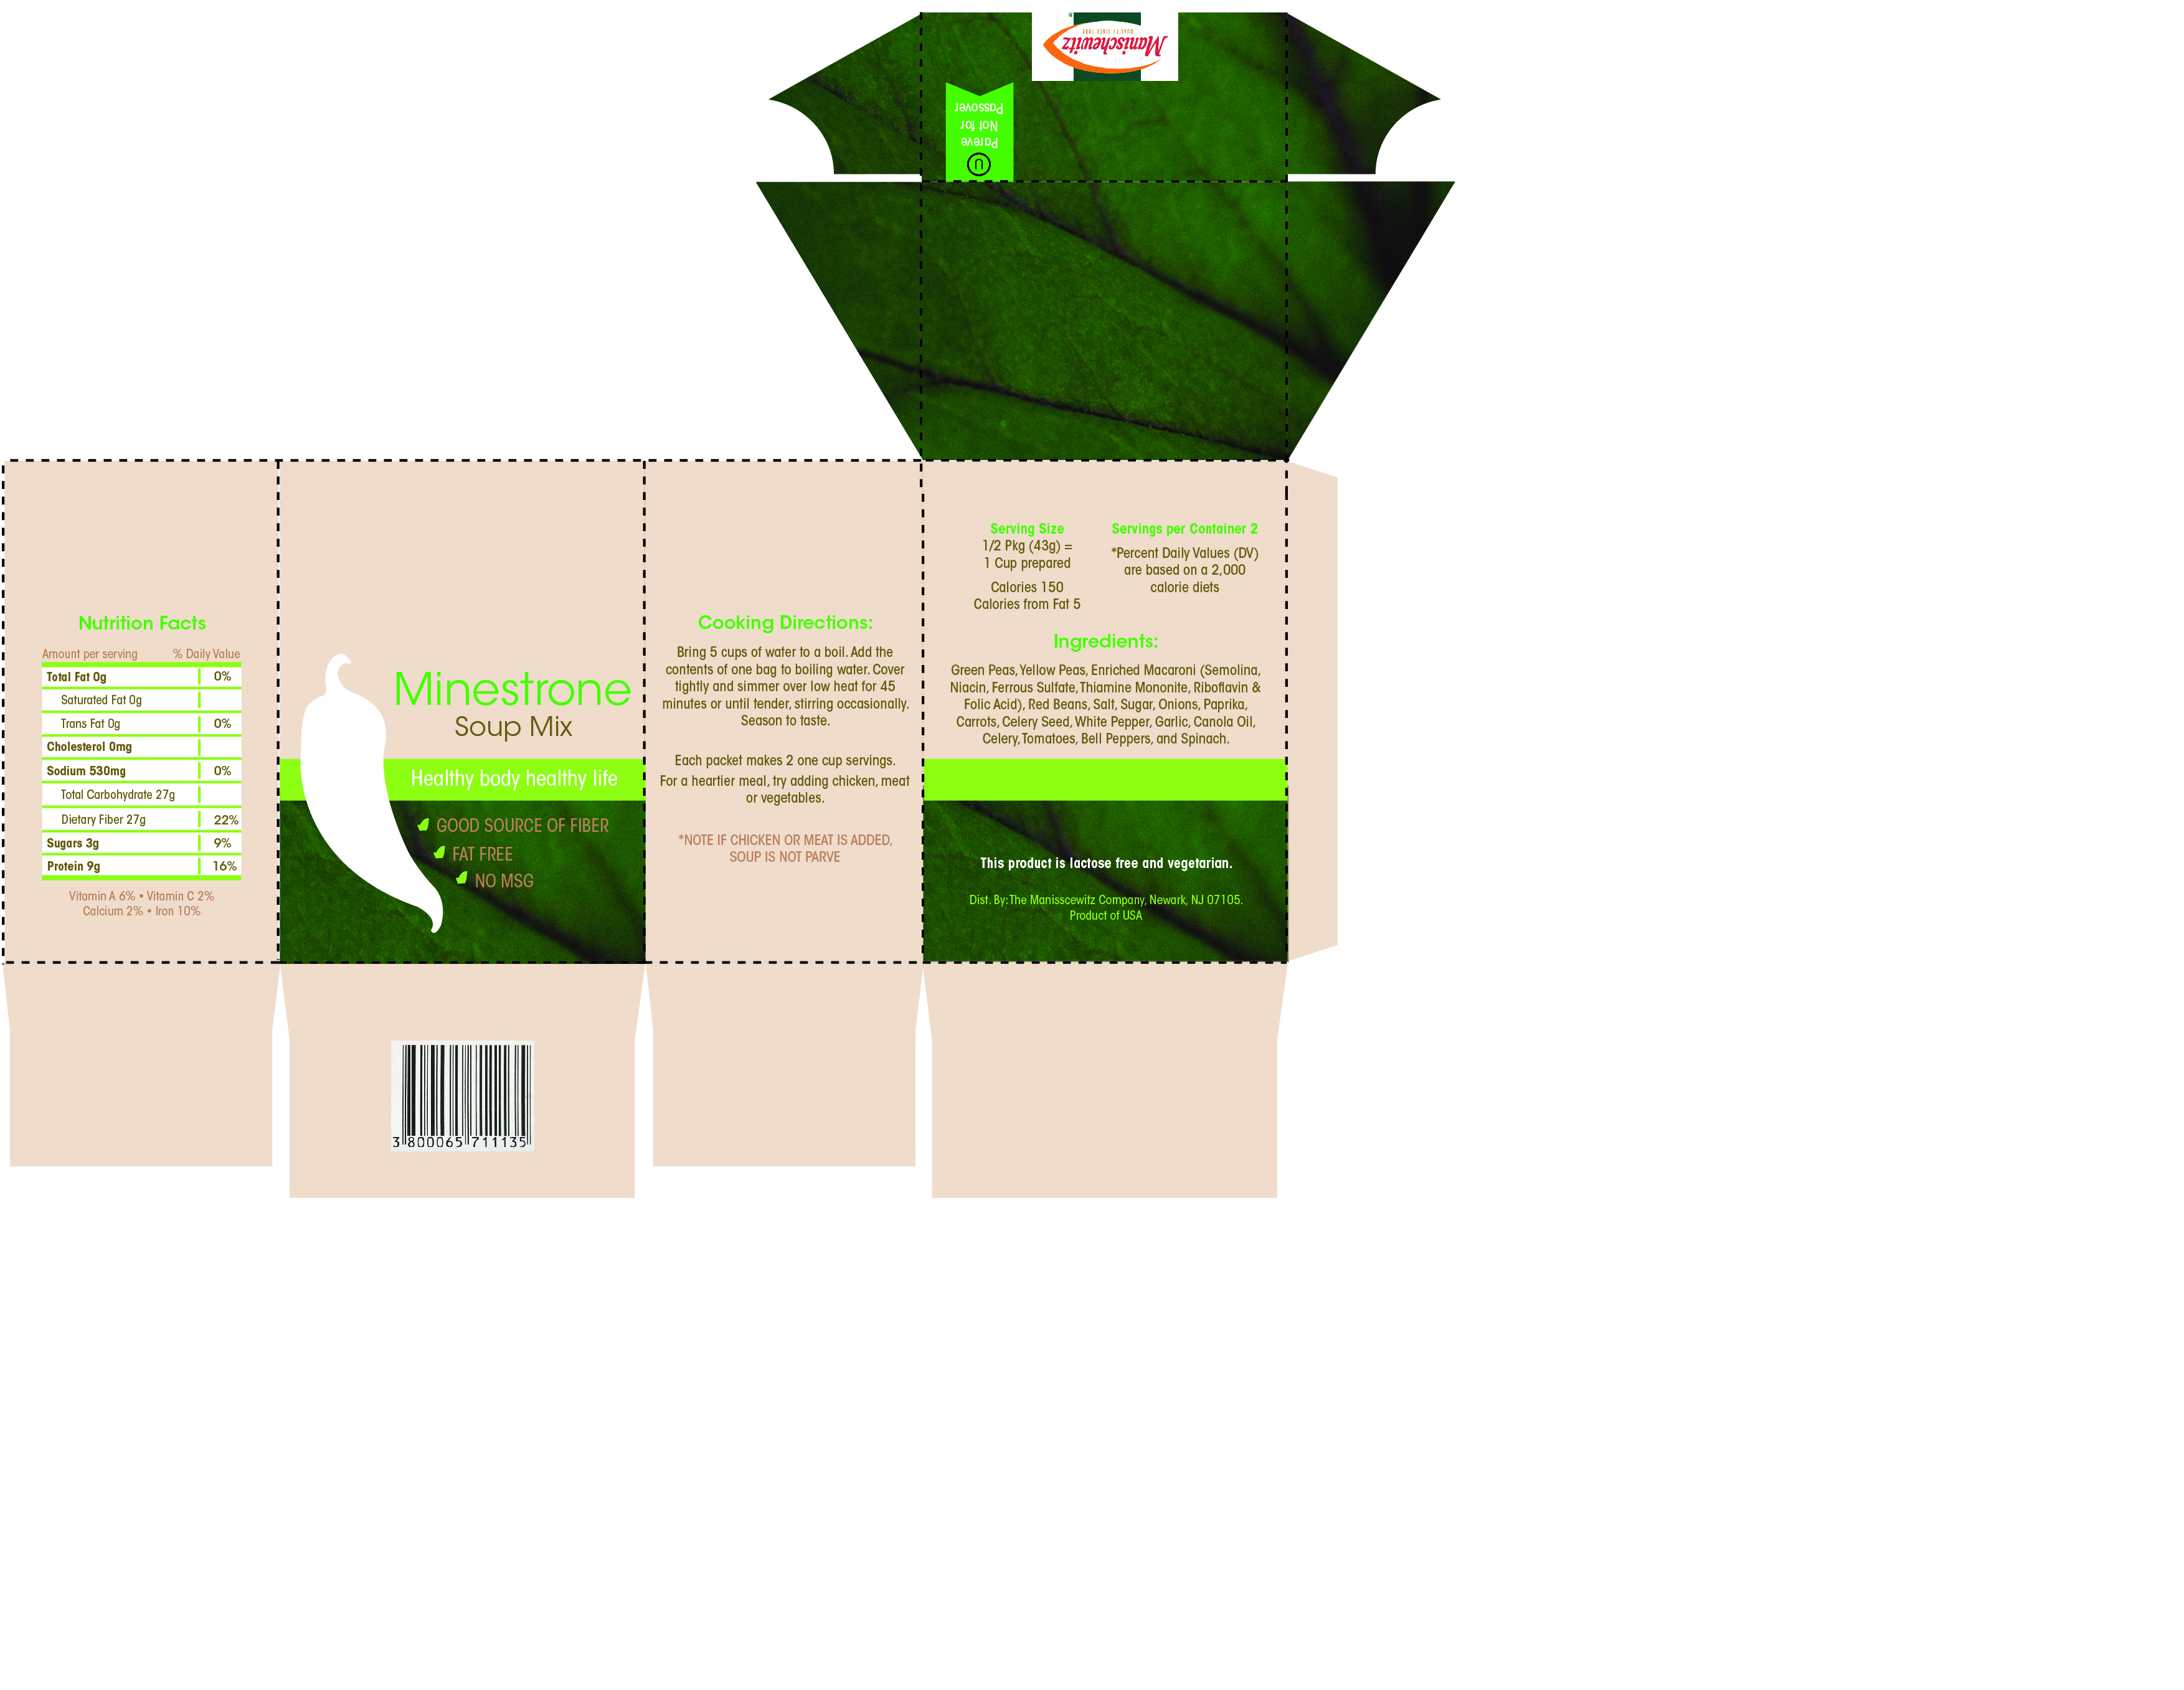 Manischewitz
QUALITY SINCE 1888
®
Pareve
Not for
Passover
U
Nutrition Facts
Amount per serving % Daily Value
Total Fat 0g 0%
Saturated Fat 0g
Trans Fat 0g 0%
Cholesterol 0mg
Sodium 530mg 0%
Total Carbohydrate 27g
Dietary Fiber 27g 22%
Sugars 3g 9%
Protein 9g 16%
Vitamin A 6% • Vitamin C 2%
Calcium 2% • Iron 10%
Minestrone
Soup Mix
Healthy body healthy life
GOOD SOURCE OF FIBER
FAT FREE
NO MSG
Cooking Directions:
Bring 5 cups of water to a boil. Add the
contents of one bag to boiling water. Cover
tightly and simmer over low heat for 45
minutes or until tender, stirring occasionally.
Season to taste.
Each packet makes 2 one cup servings.
For a heartier meal, try adding chicken, meat
or vegetables.
*NOTE IF CHICKEN OR MEAT IS ADDED,
SOUP IS NOT PARVE
Serving Size
1/2 Pkg (43g) =
1 Cup prepared
Calories 150
Calories from Fat 5
Servings per Container 2
*Percent Daily Values (DV)
are based on a 2,000
calorie diets
Ingredients:
Green Peas, Yellow Peas, Enriched Macaroni (Semolina,
Niacin, Ferrous Sulfate, Thiamine Mononite, Riboflavin &
Folic Acid), Red Beans, Salt, Sugar, Onions, Paprika,
Carrots, Celery Seed, White Pepper, Garlic, Canola Oil,
Celery, Tomatoes, Bell Peppers, and Spinach.
This product is lactose free and vegetarian.
Dist. By: The Manisscewitz Company, Newark, NJ 07105.
Product of USA
3 800065 711135